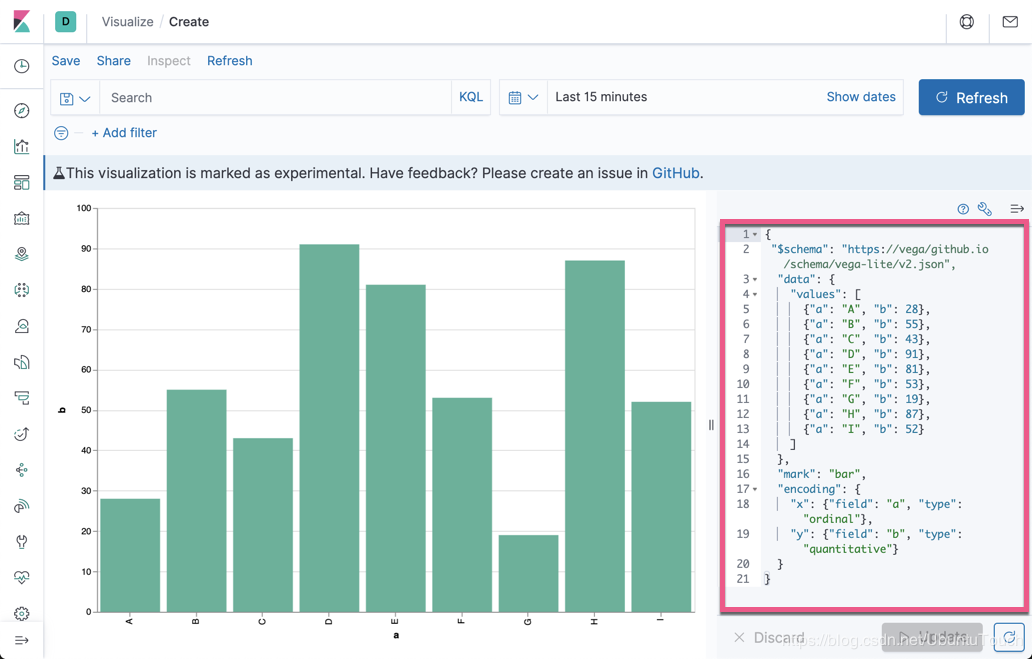 D Visualize / Create
Save Share Inspect Refresh
Search KQL Last 15 minutes Show dates Refresh
+ Add filter
This visualization is marked as experimental. Have feedback? Please create an issue in GitHub.
100
90
80
70
60
50
40
30
20
10
0
b
A B C D E F G H I
a
1 {
2 "$schema": "https://vega/github.io
/schema/vega-lite/v2.json",
3 "data": {
4 "values": [
5 {"a": "A", "b": 28},
6 {"a": "B", "b": 55},
7 {"a": "C", "b": 43},
8 {"a": "D", "b": 91},
9 {"a": "E", "b": 81},
10 {"a": "F", "b": 53},
11 {"a": "G", "b": 19},
12 {"a": "H", "b": 87},
13 {"a": "I", "b": 52}
14 ]
15 },
16 "mark": "bar",
17 "encoding": {
18 "x": {"field": "a", "type":
"ordinal"},
19 "y": {"field": "b", "type":
"quantitative"}
20 }
21 }
Discard Update
https://blog.csdn.net/UbuntuTouch